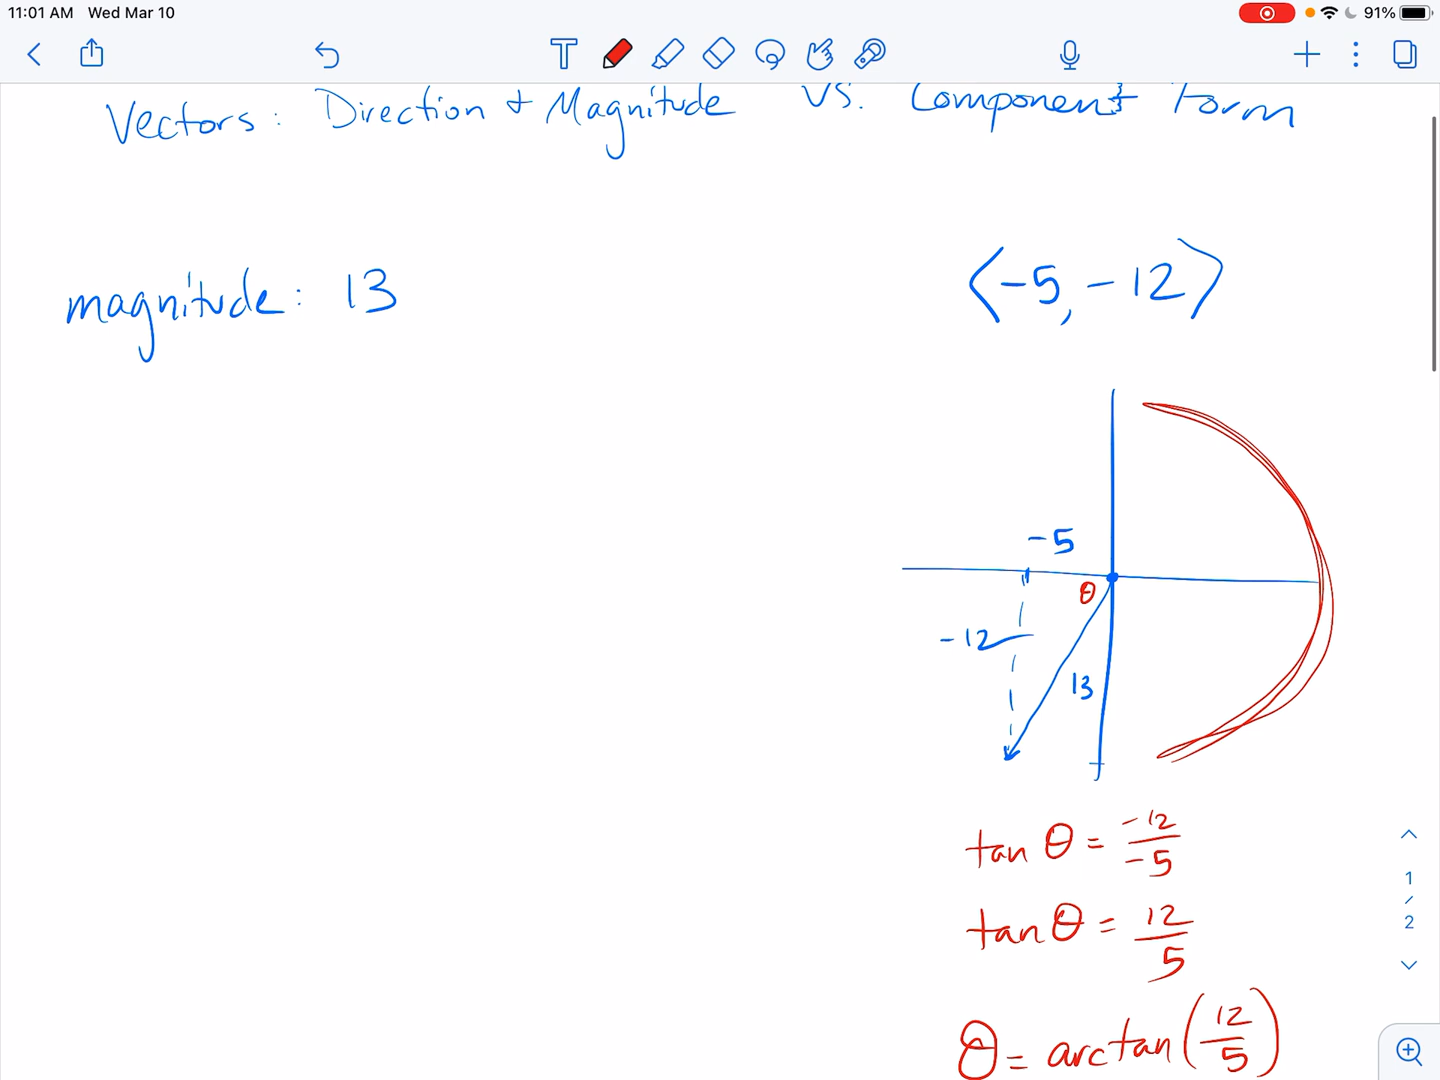 11:01 AM Wed Mar 10
91%
Vectors: Direction + Magnitude vs. Component Form
magnitude: 13
⟨-5, -12⟩
-5
θ
-12
13
tan θ = -12/-5
tan θ = 12/5
θ = arctan(12/5)
1/2